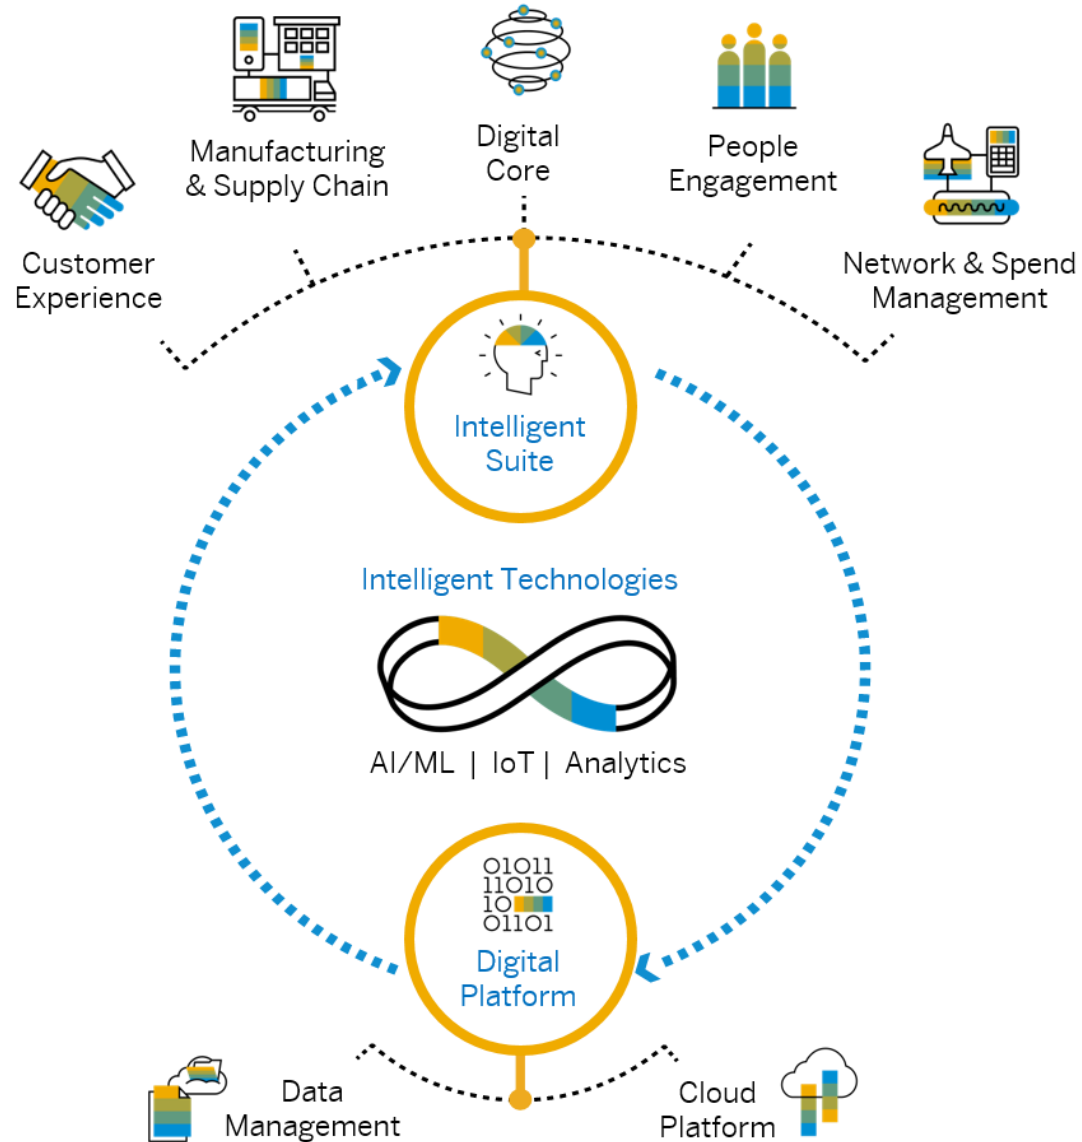 Manufacturing
& Supply Chain
Digital
Core
People
Engagement
Customer
Experience
Network & Spend
Management
Intelligent
Suite
Intelligent Technologies
AI/ML | IoT | Analytics
01011
11010
10
01101
Digital
Platform
Data
Management
Cloud
Platform